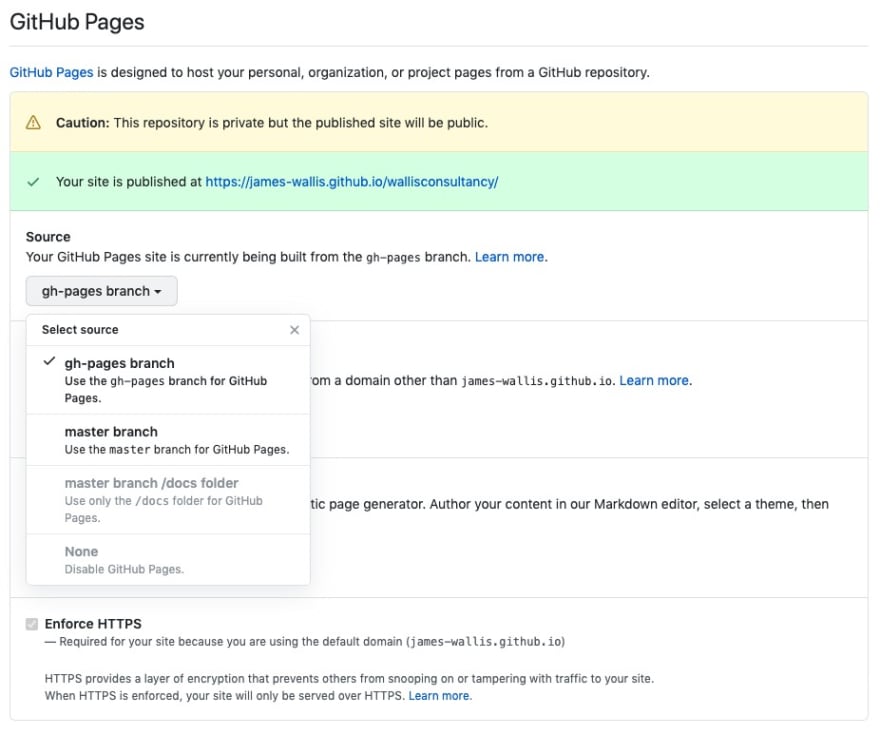 GitHub Pages
GitHub Pages is designed to host your personal, organization, or project pages from a GitHub repository.
Caution: This repository is private but the published site will be public.
Your site is published at https://james-wallis.github.io/wallisconsultancy/
Source
Your GitHub Pages site is currently being built from the gh-pages branch. Learn more.
gh-pages branch
Select source
gh-pages branch
Use the gh-pages branch for GitHub
Pages.
om a domain other than james-wallis.github.io. Learn more.
master branch
Use the master branch for GitHub Pages.
master branch /docs folder
Use only the /docs folder for GitHub
Pages.
tic page generator. Author your content in our Markdown editor, select a theme, then
None
Disable GitHub Pages.
Enforce HTTPS
— Required for your site because you are using the default domain (james-wallis.github.io)
HTTPS provides a layer of encryption that prevents others from snooping on or tampering with traffic to your site.
When HTTPS is enforced, your site will only be served over HTTPS. Learn more.